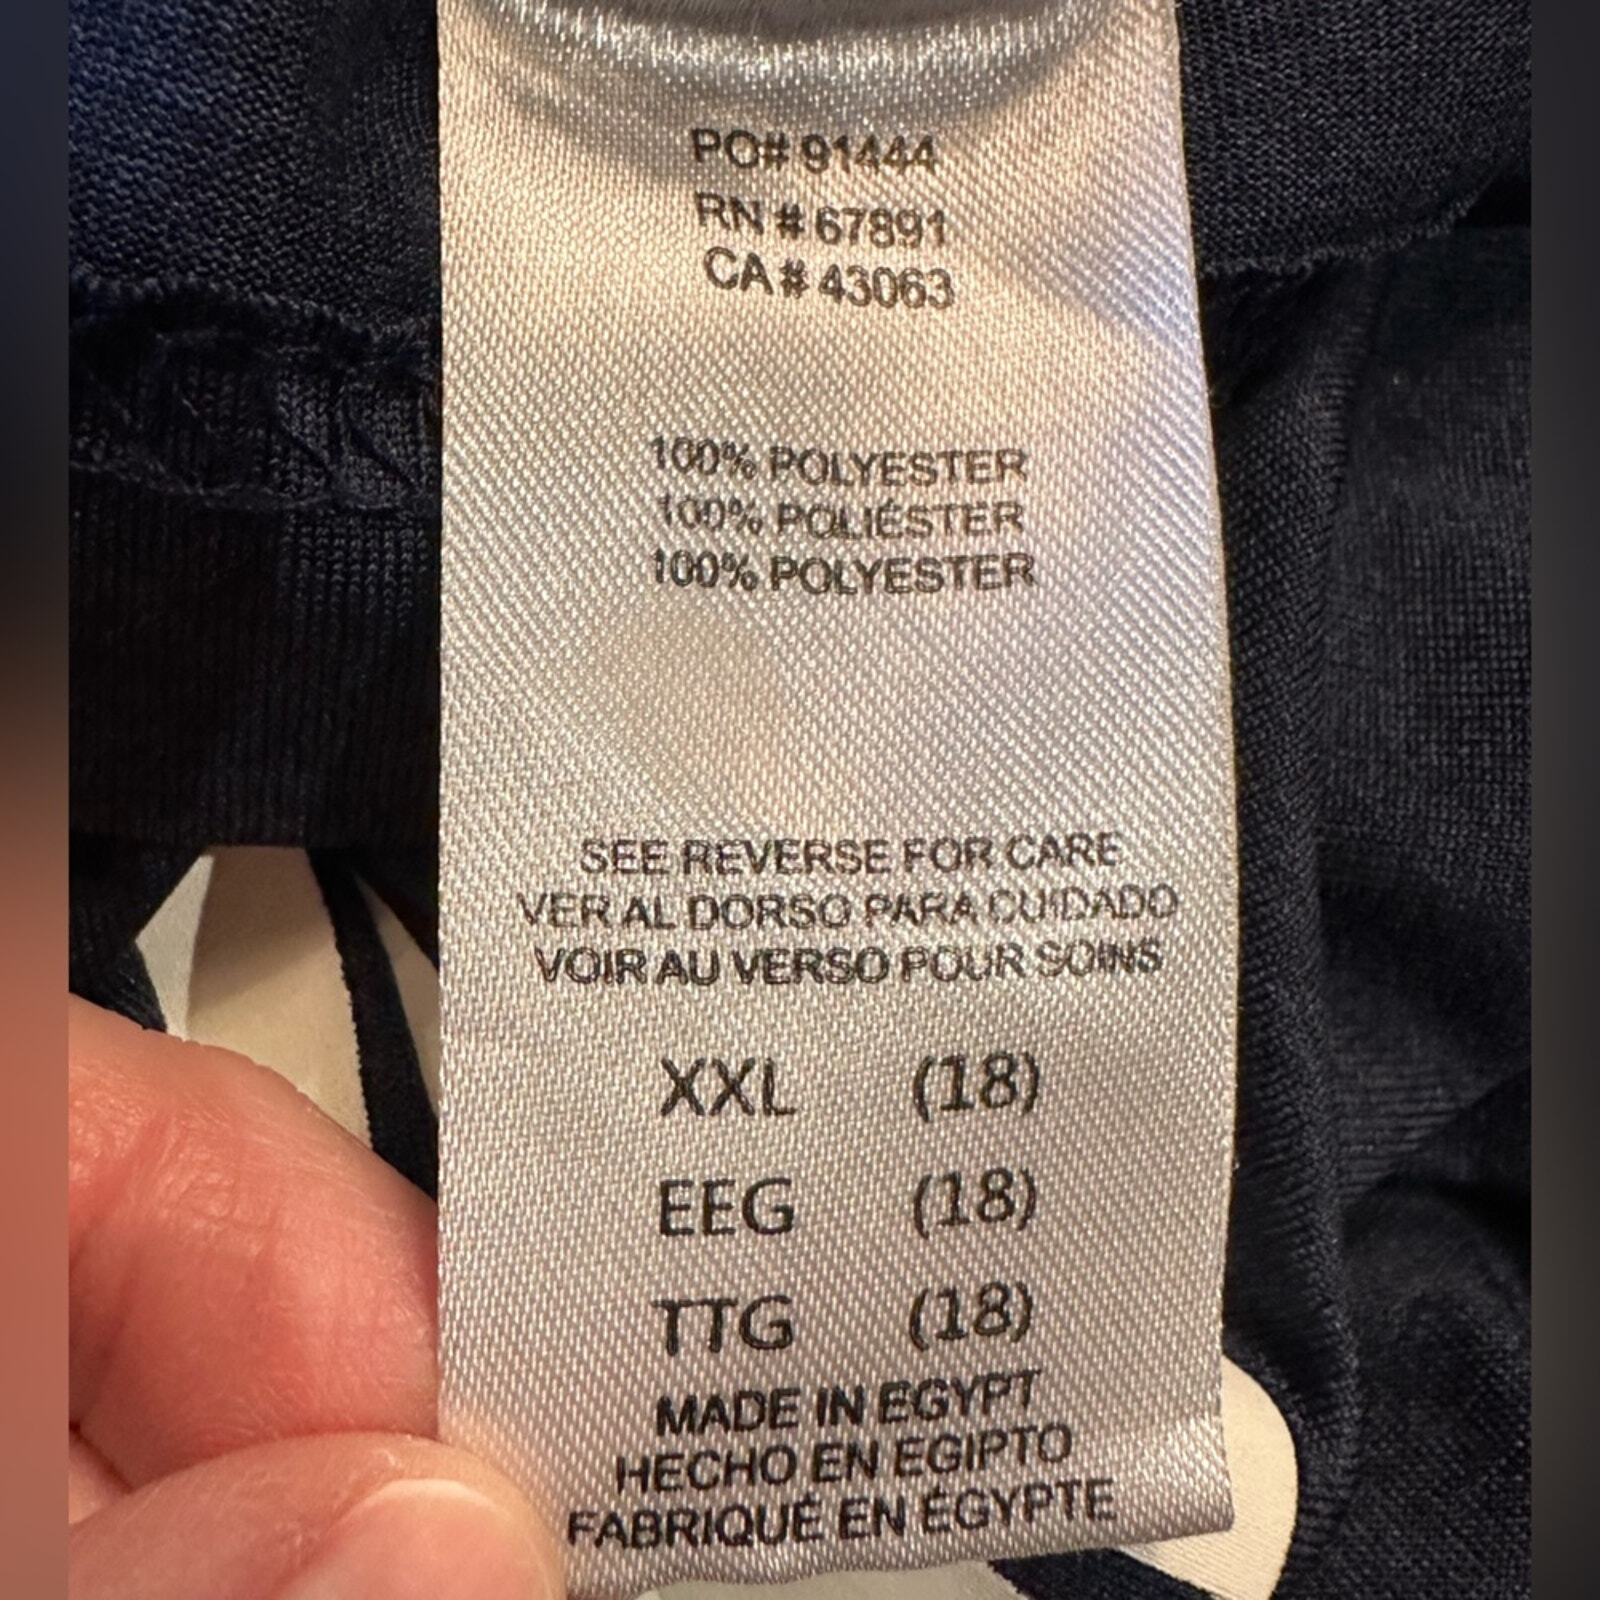 PO# 91444
RN # 67891
CA # 43063
100% POLYESTER
100% POLIÉSTER
100% POLYESTER
SEE REVERSE FOR CARE
VER AL DORSO PARA CUIDADO
VOIR AU VERSO POUR SOINS
XXL (18)
EEG (18)
TTG (18)
MADE IN EGYPT
HECHO EN EGIPTO
FABRIQUÉ EN ÉGYPTE